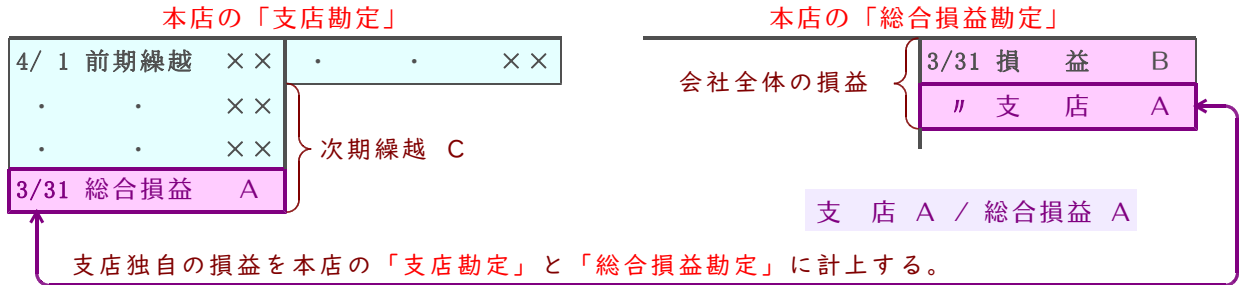 本店の「支店勘定」
4/ 1 前期繰越 ×× ・ ・ ××
・ ・ ××
・ ・ ××
3/31 総合損益 A
次期繰越 C
本店の「総合損益勘定」
会社全体の損益
3/31 損 益 B
〃 支 店 A
支 店 A / 総合損益 A
支店独自の損益を本店の「支店勘定」と「総合損益勘定」に計上する。